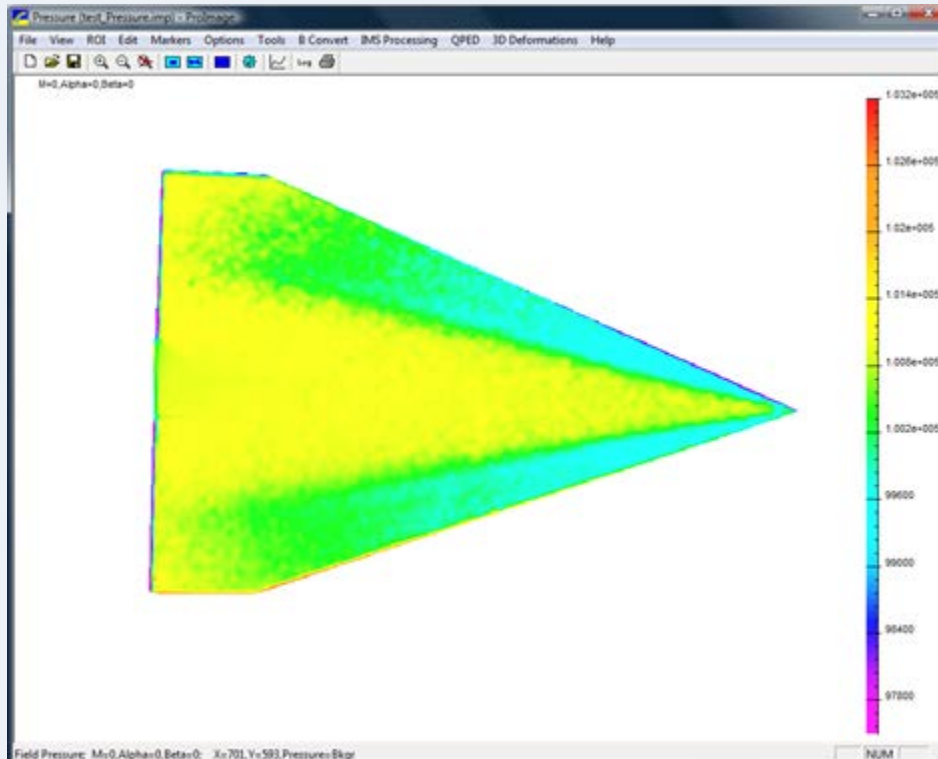 Pressure (test_Pressure.imp) - ProImage
File View ROI Edit Markers Options Tools B Convert IMS Processing QPED 3D Deformations Help
Log
M=0,Alpha=0,Beta=0
1.032e+005
1.026e+005
1.02e+005
1.014e+005
1.008e+005
1.002e+005
99600
99000
98400
97800
Field Pressure: M=0,Alpha=0,Beta=0; X=701,Y=593,Pressure=Bkgr
NUM